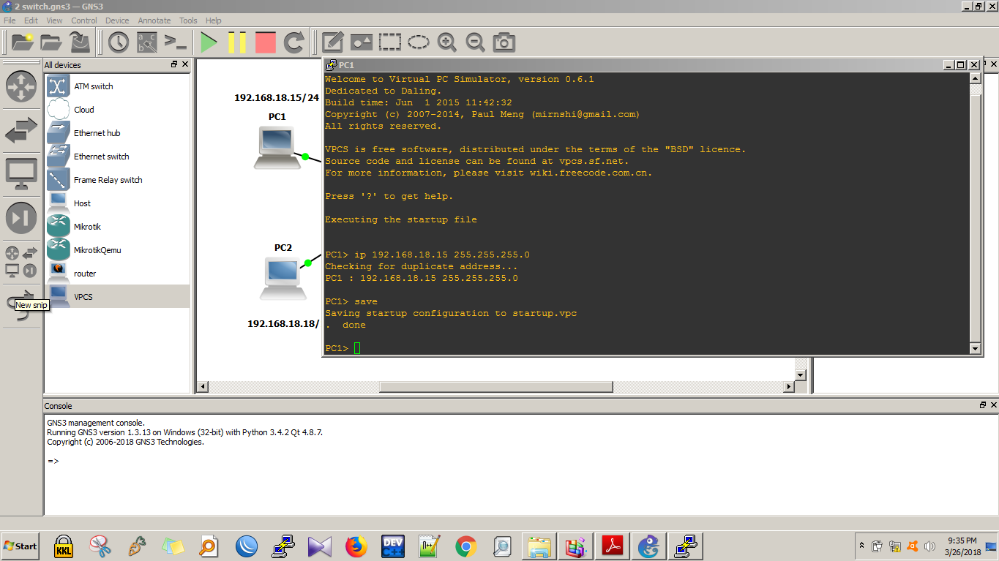 2 switch.gns3 — GNS3
File Edit View Control Device Annotate Tools Help
All devices
ATM switch
Cloud
Ethernet hub
Ethernet switch
Frame Relay switch
Host
Mikrotik
MikrotikQemu
router
VPCS
New snip
192.168.18.15/24
PC1
PC2
192.168.18.18/
PC1
Welcome to Virtual PC Simulator, version 0.6.1
Dedicated to Daling.
Build time: Jun  1 2015 11:42:32
Copyright (c) 2007-2014, Paul Meng (mirnshi@gmail.com)
All rights reserved.
VPCS is free software, distributed under the terms of the "BSD" licence.
Source code and license can be found at vpcs.sf.net.
For more information, please visit wiki.freecode.com.cn.
Press '?' to get help.
Executing the startup file
PC1> ip 192.168.18.15 255.255.255.0
Checking for duplicate address...
PC1 : 192.168.18.15 255.255.255.0
PC1> save
Saving startup configuration to startup.vpc
.  done
PC1>
Console
GNS3 management console.
Running GNS3 version 1.3.13 on Windows (32-bit) with Python 3.4.2 Qt 4.8.7.
Copyright (c) 2006-2018 GNS3 Technologies.
=>
Start
KKL
DEV
C++
9:35 PM
3/26/2018